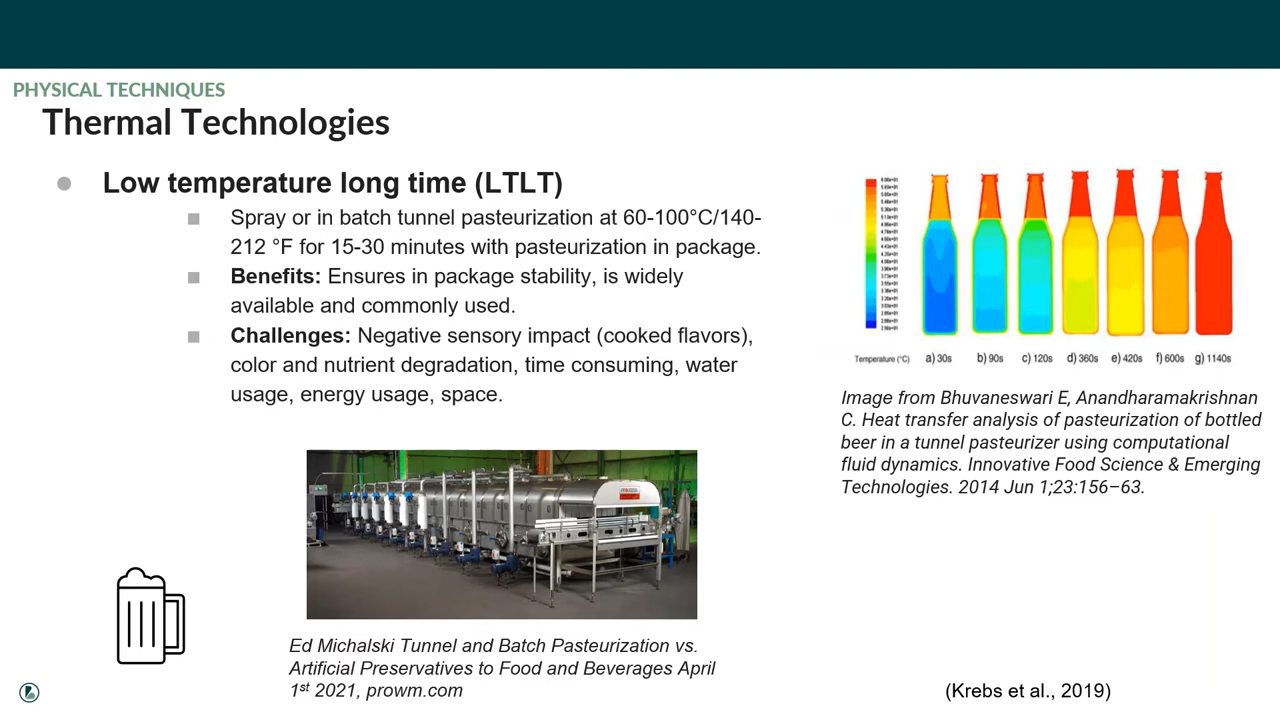 PHYSICAL TECHNIQUES
Thermal Technologies
Low temperature long time (LTLT)
Spray or in batch tunnel pasteurization at 60-100°C/140-
212 °F for 15-30 minutes with pasteurization in package.
Benefits: Ensures in package stability, is widely
available and commonly used.
Challenges: Negative sensory impact (cooked flavors),
color and nutrient degradation, time consuming, water
usage, energy usage, space.
Temperature (°C)
a) 30s
b) 90s
c) 120s
d) 360s
e) 420s
f) 600s
g) 1140s
Image from Bhuvaneswari E, Anandharamakrishnan
C. Heat transfer analysis of pasteurization of bottled
beer in a tunnel pasteurizer using computational
fluid dynamics. Innovative Food Science & Emerging
Technologies. 2014 Jun 1;23:156–63.
Ed Michalski Tunnel and Batch Pasteurization vs.
Artificial Preservatives to Food and Beverages April
1st 2021, prowm.com
(Krebs et al., 2019)